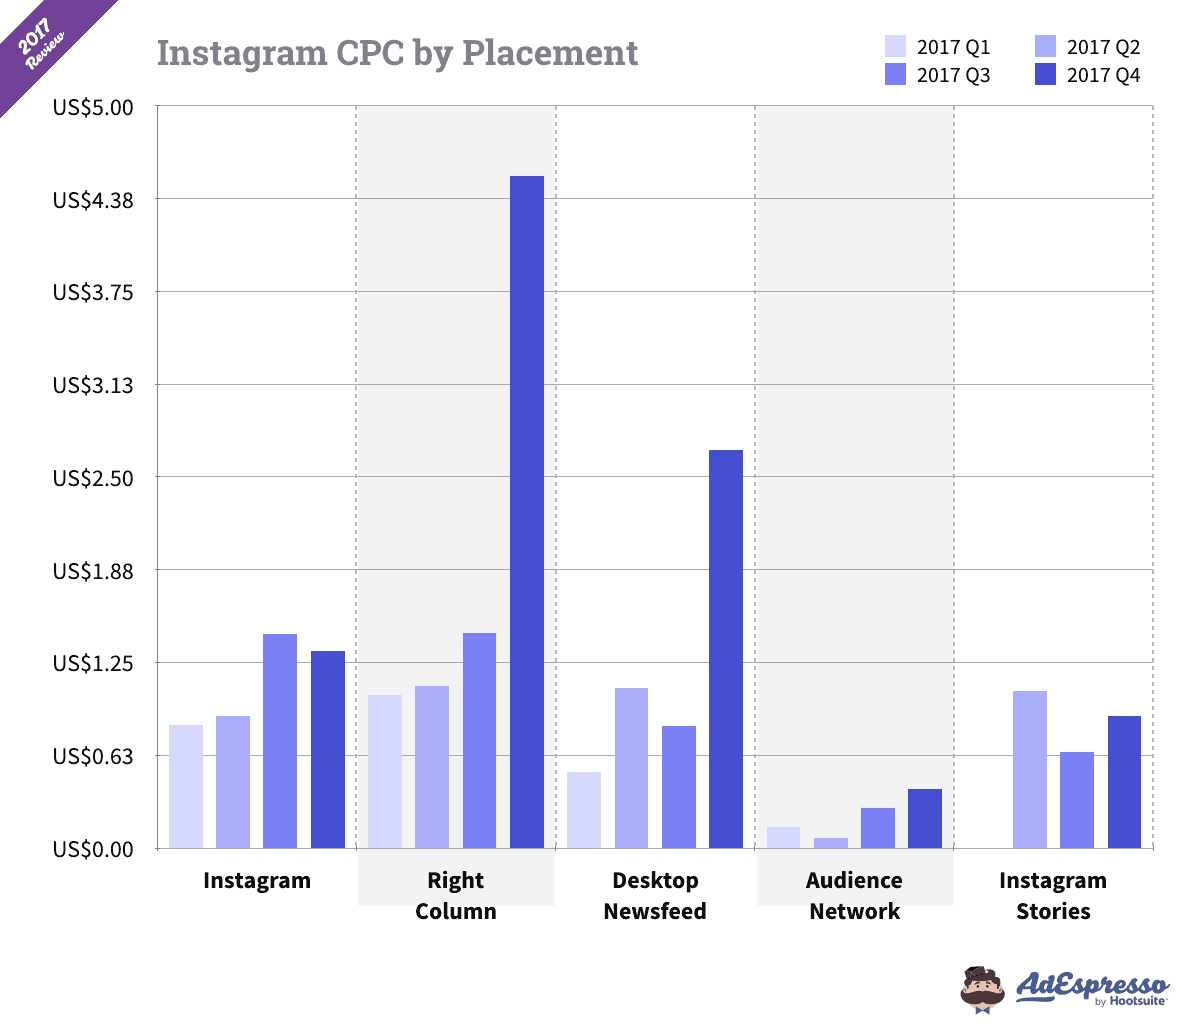 2017
Review
Instagram CPC by Placement
2017 Q1
2017 Q2
2017 Q3
2017 Q4
US$5.00
US$4.38
US$3.75
US$3.13
US$2.50
US$1.88
US$1.25
US$0.63
US$0.00
Instagram
Right
Column
Desktop
Newsfeed
Audience
Network
Instagram
Stories
AdEspresso
by Hootsuite™